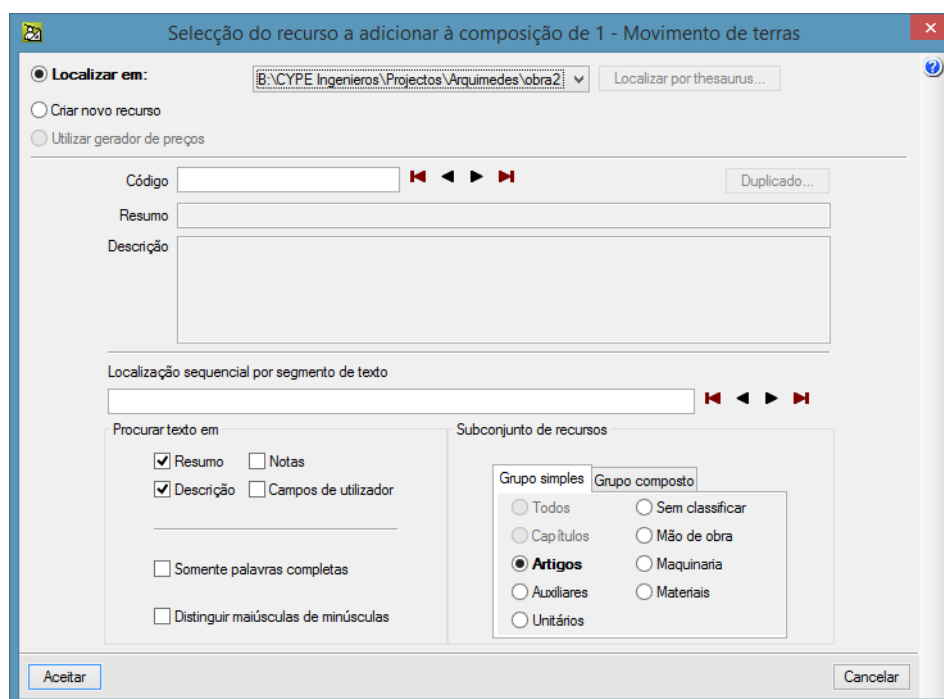 Selecção do recurso a adicionar à composição de 1 - Movimento de terras
Localizar em: B:\CYPE Ingenieros\Projectos\Arquimedes\obra2 Localizar por thesaurus...
Criar novo recurso
Utilizar gerador de preços
Código Duplicado...
Resumo
Descrição
Localização sequencial por segmento de texto
Procurar texto em Subconjunto de recursos
Resumo Notas
Descrição Campos de utilizador
Somente palavras completas
Distinguir maiúsculas de minúsculas
Grupo simples Grupo composto
Todos Sem classificar
Capítulos Mão de obra
Artigos Maquinaria
Auxiliares Materiais
Unitários
Aceitar Cancelar